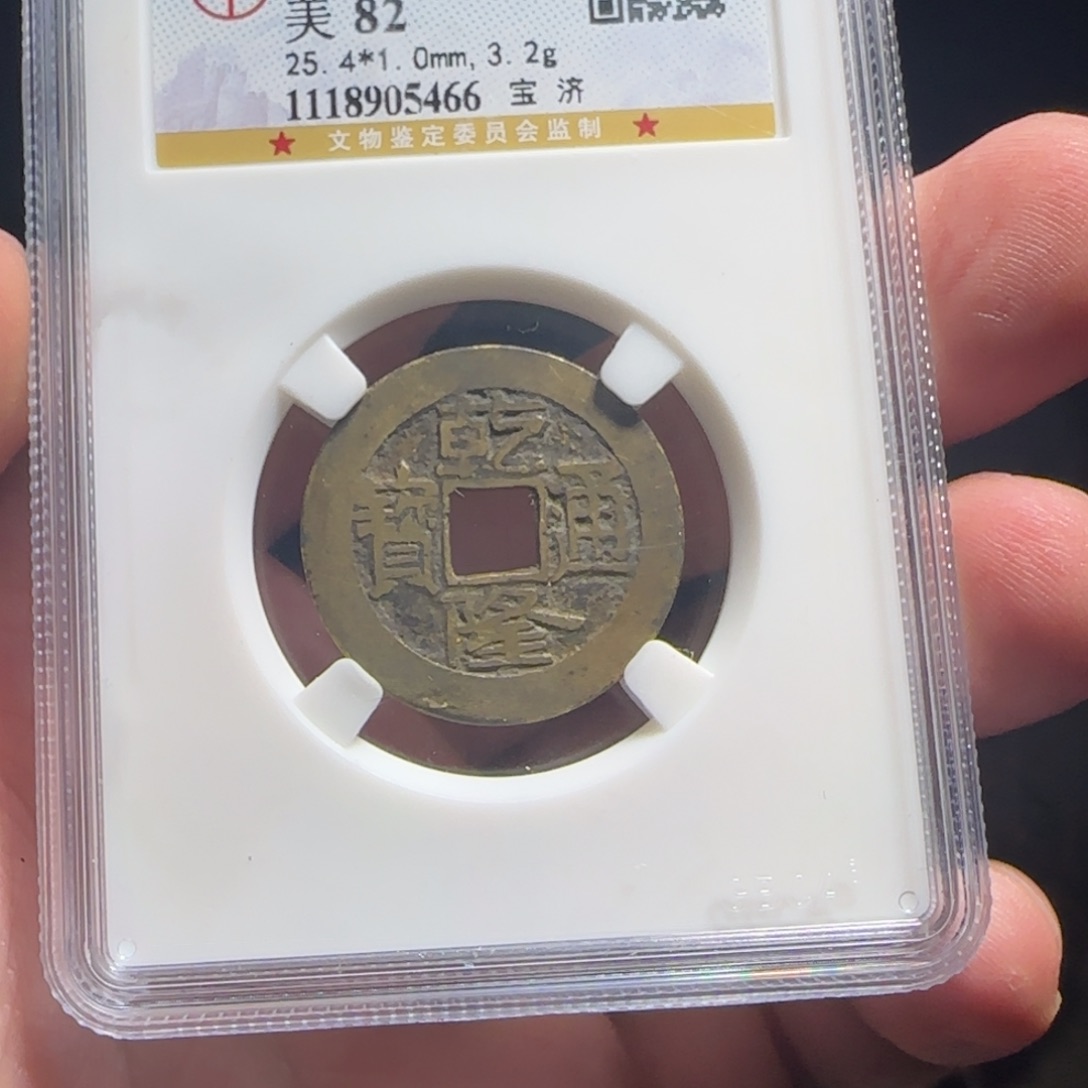 美 82
25.4*1.0mm, 3.2g
1118905466 宝 济
★ 文物鉴定委员会监制 ★
乾
寶 通
隆